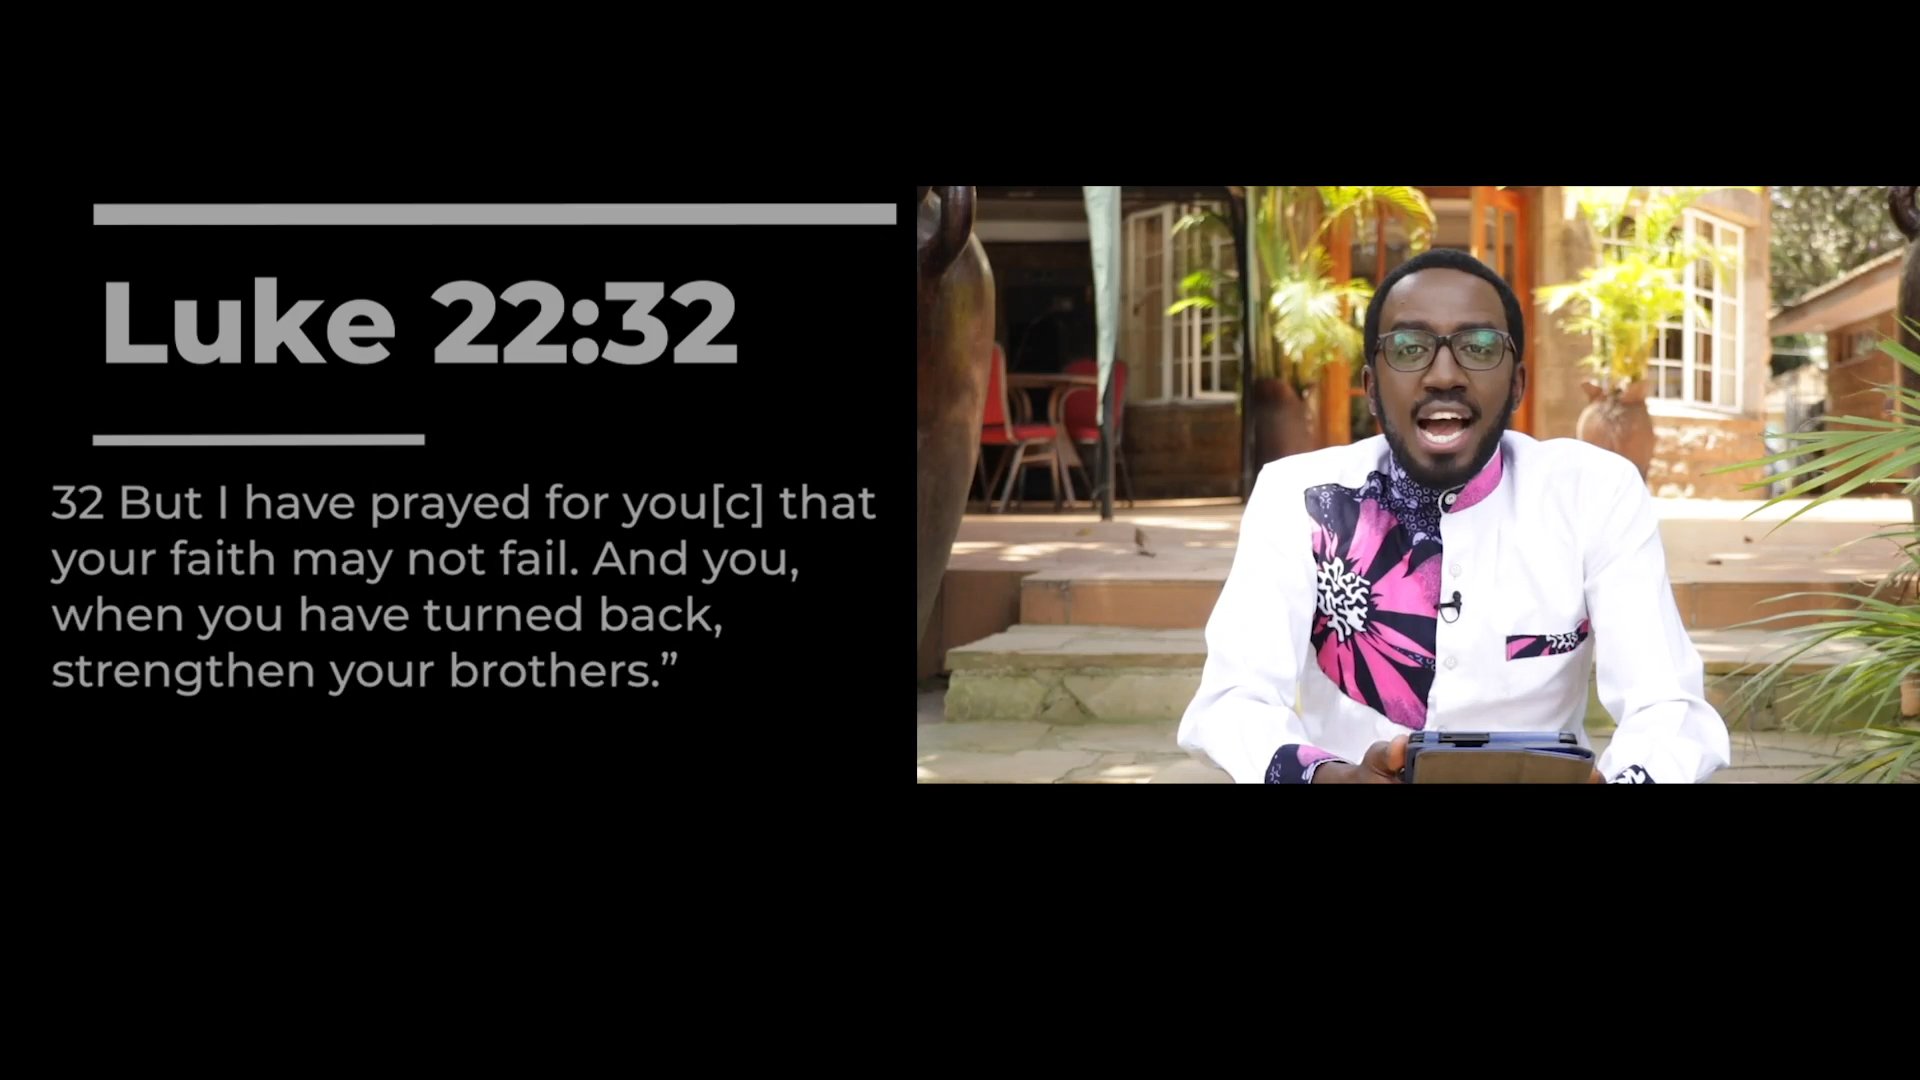 Luke 22:32
32 But I have prayed for you[c] that
your faith may not fail. And you,
when you have turned back,
strengthen your brothers.”